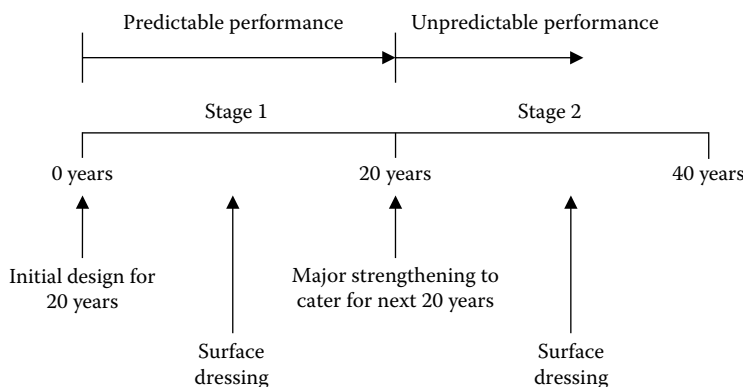 Predictable performance
Unpredictable performance
Stage 1
Stage 2
0 years
20 years
40 years
Initial design for
20 years
Major strengthening to
cater for next 20 years
Surface
dressing
Surface
dressing